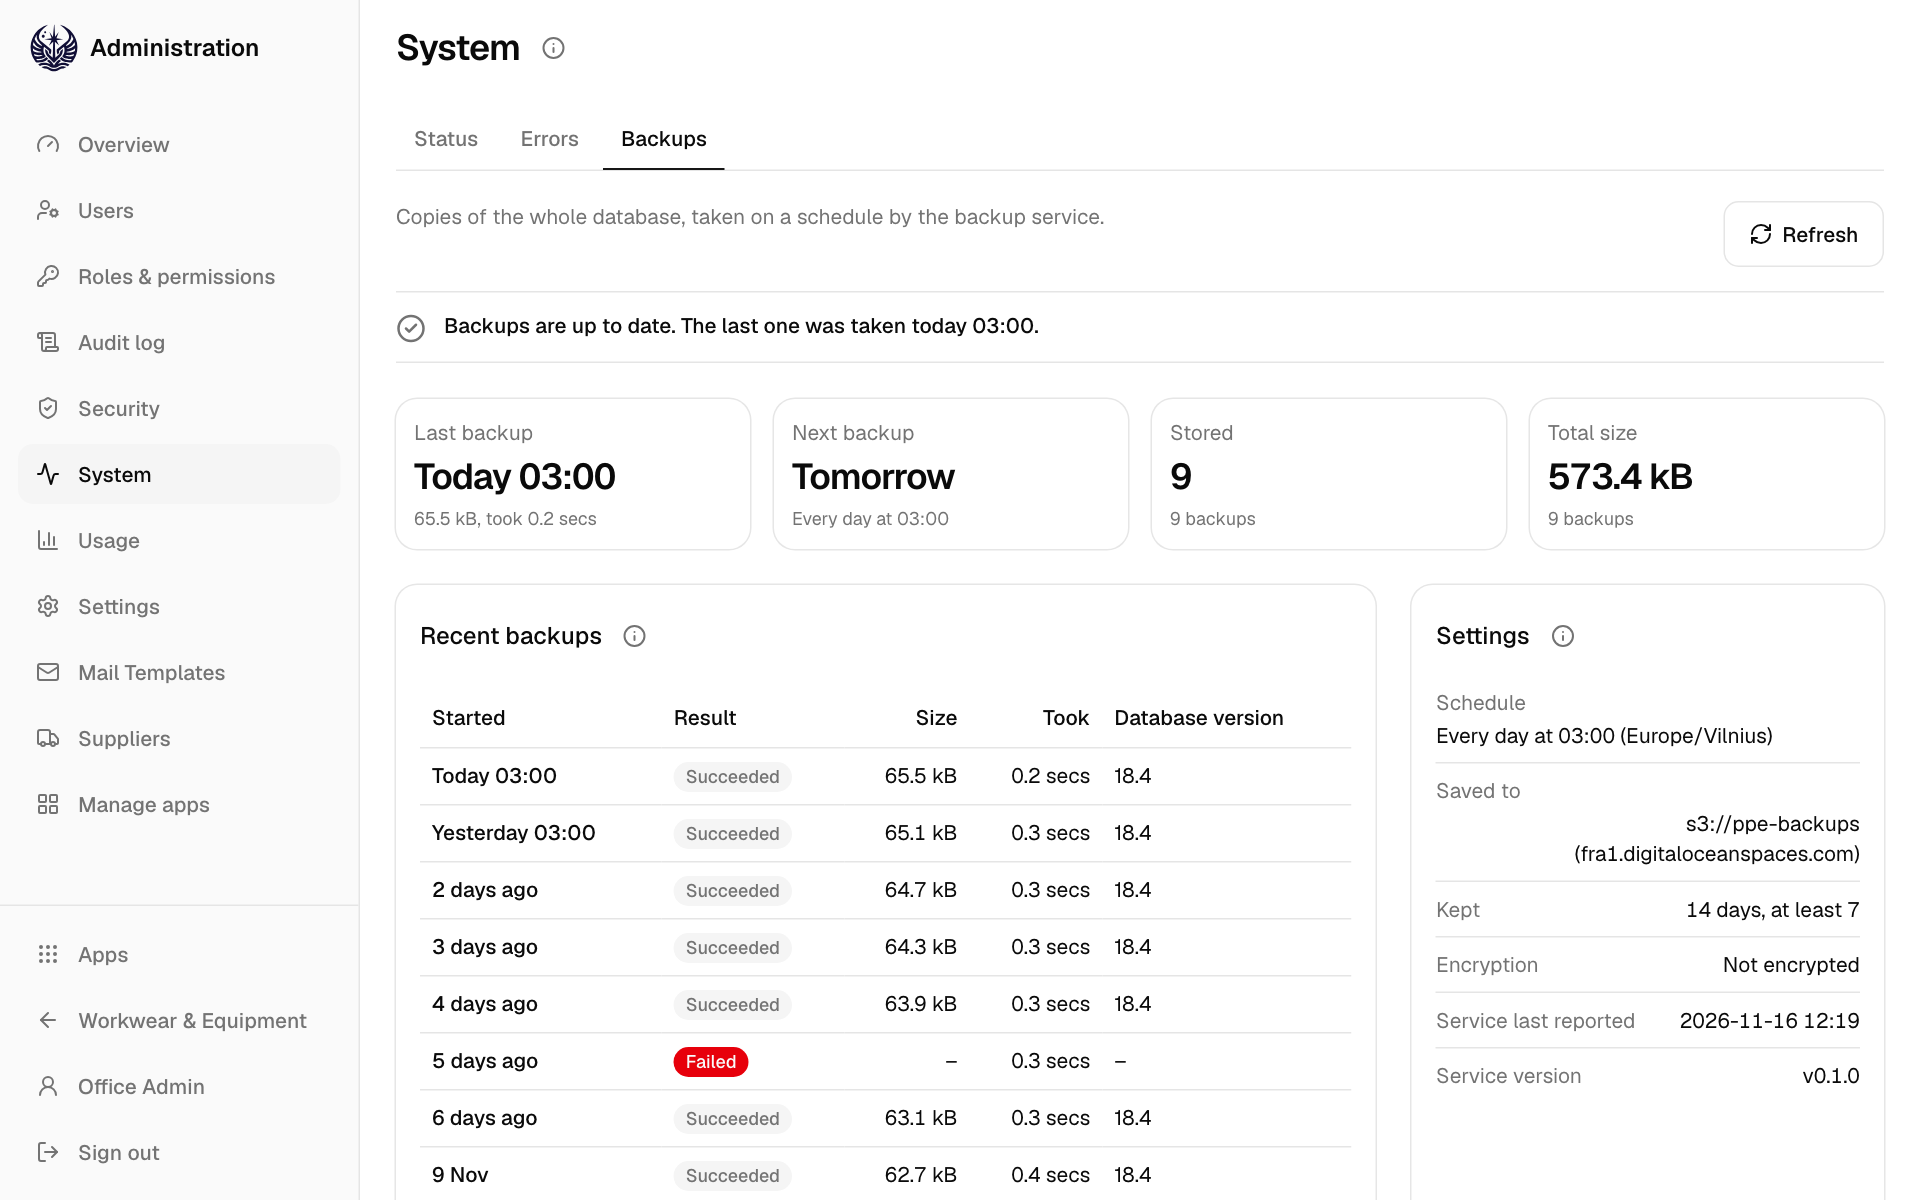 Administration
Overview
Users
Roles & permissions
Audit log
Security
System
Usage
Settings
Mail Templates
Suppliers
Manage apps
Apps
Workwear & Equipment
Office Admin
Sign out
System
Status Errors Backups
Copies of the whole database, taken on a schedule by the backup service.
Refresh
Backups are up to date. The last one was taken today 03:00.
Last backup
Today 03:00
65.5 kB, took 0.2 secs
Next backup
Tomorrow
Every day at 03:00
Stored
9
9 backups
Total size
573.4 kB
9 backups
Recent backups
Started Result Size Took Database version
Today 03:00 Succeeded 65.5 kB 0.2 secs 18.4
Yesterday 03:00 Succeeded 65.1 kB 0.3 secs 18.4
2 days ago Succeeded 64.7 kB 0.3 secs 18.4
3 days ago Succeeded 64.3 kB 0.3 secs 18.4
4 days ago Succeeded 63.9 kB 0.3 secs 18.4
5 days ago Failed – 0.3 secs –
6 days ago Succeeded 63.1 kB 0.3 secs 18.4
9 Nov Succeeded 62.7 kB 0.4 secs 18.4
Settings
Schedule
Every day at 03:00 (Europe/Vilnius)
Saved to
s3://ppe-backups
(fra1.digitaloceanspaces.com)
Kept 14 days, at least 7
Encryption Not encrypted
Service last reported 2026-11-16 12:19
Service version v0.1.0